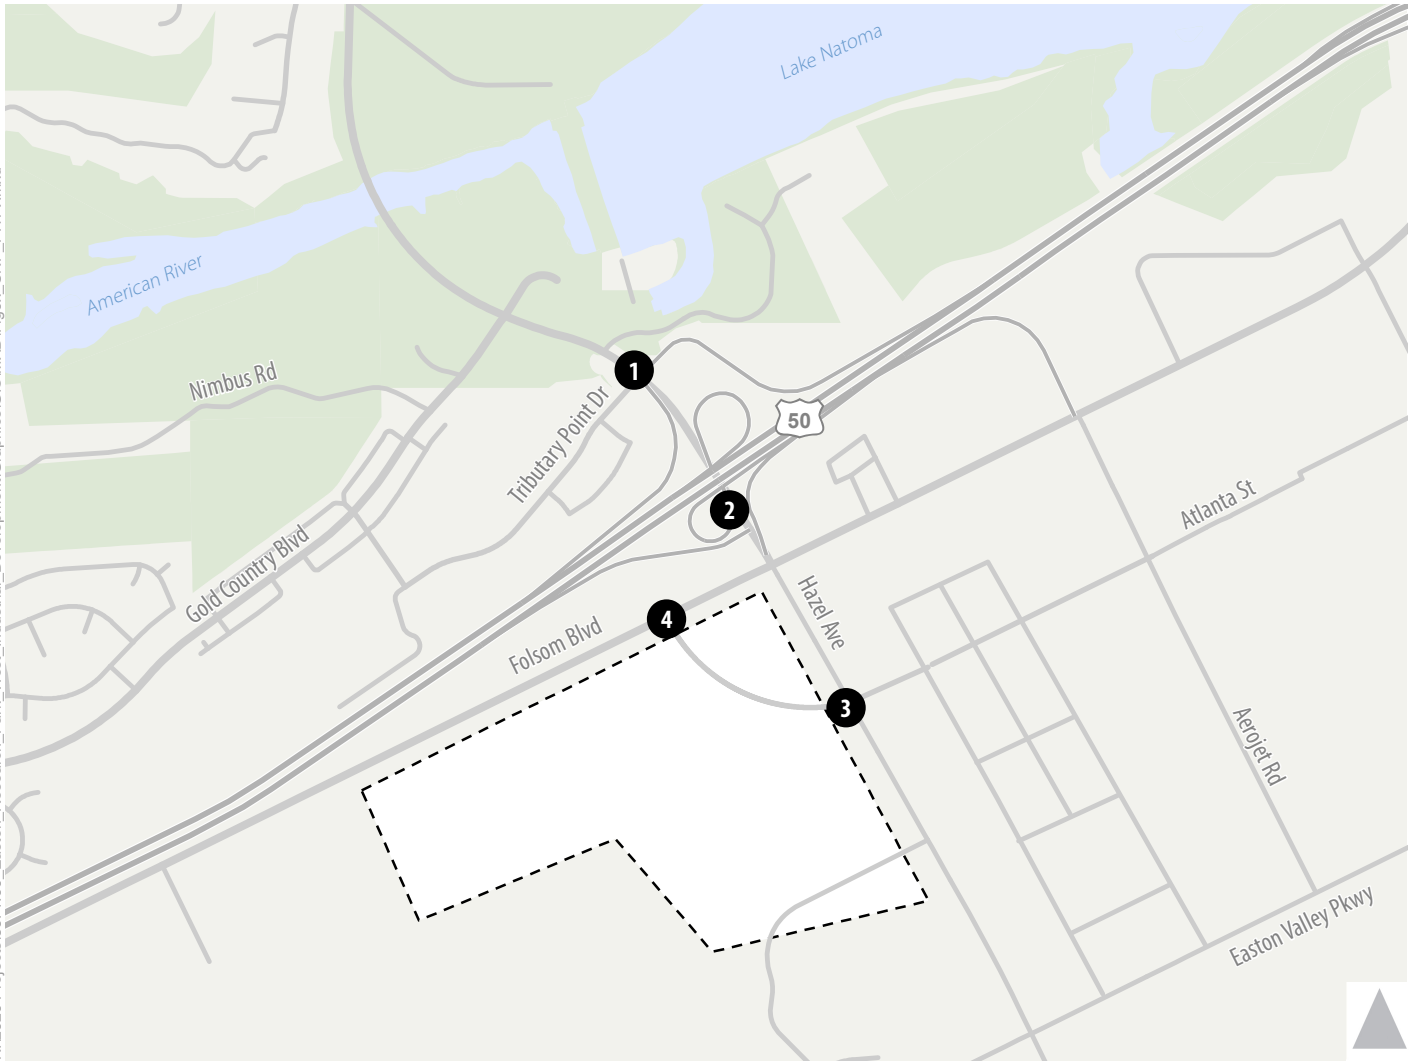 Lake Natoma
American River
Nimbus Rd
1
Tributary Point Dr
50
2
Atlanta St
Gold Country Blvd
Hazel Ave
4
Folsom Blvd
3
Aerojet Rd
Easton Valley Pkwy